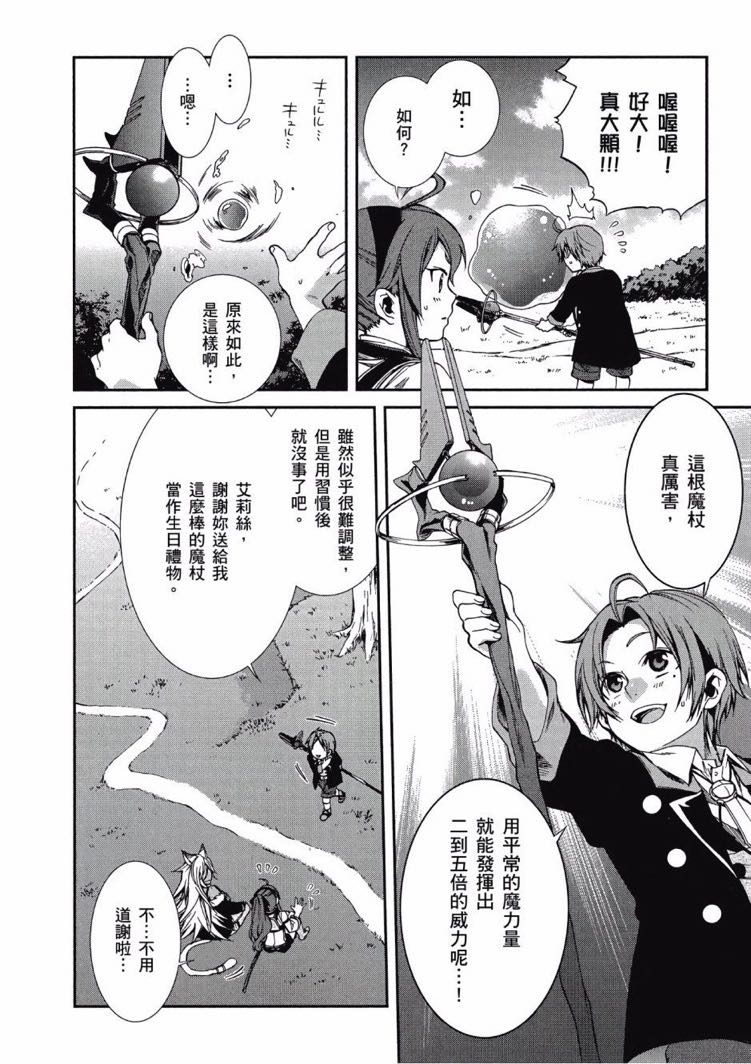 喔喔喔！
好大！
真大顆!!!
如…
如何？
…
…嗯…
キュル…
キュル…
原來如此，
是這樣啊…
這根魔杖
真厲害，
用平常的魔力量
就能發揮出
二到五倍的威力呢…！
雖然似乎很難調整，
但是用習慣後
就沒事了吧。
艾莉絲，
謝謝妳送給我
這麼棒的魔杖
當作生日禮物。
不…不用
道謝啦…